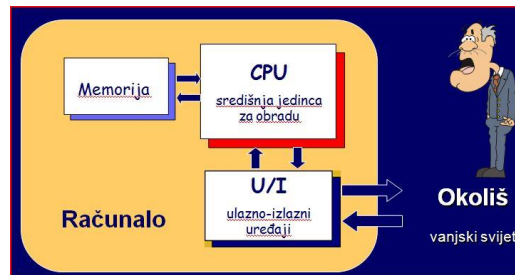 Memorija
CPU
središnja jedinca
za obradu
U/I
ulazno-izlazni
uređaji
Računalo
Okoliš
vanjski svijet